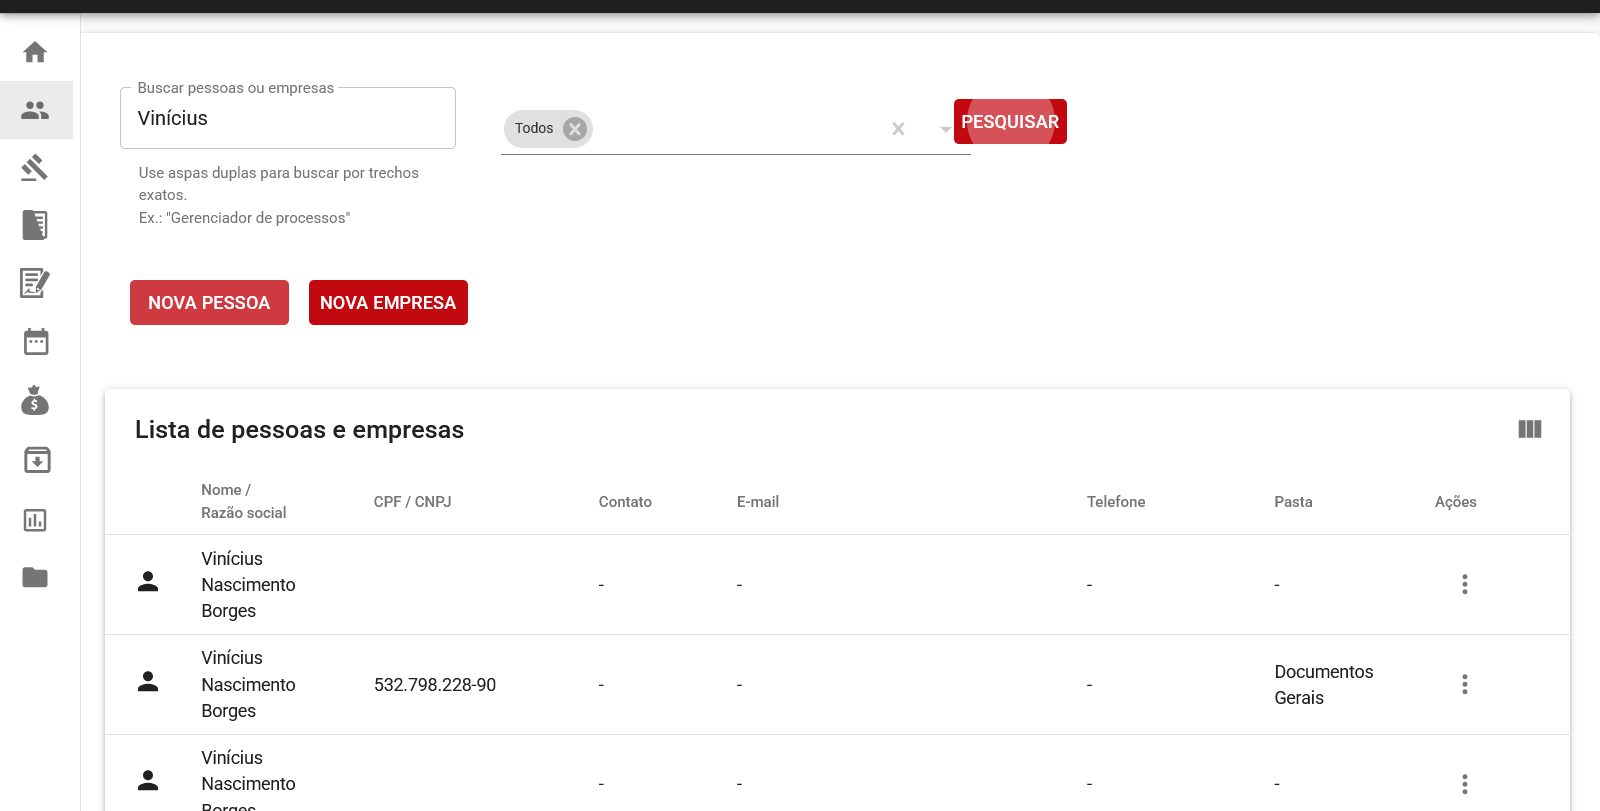 Buscar pessoas ou empresas
Vinícius
Todos
PESQUISAR
Use aspas duplas para buscar por trechos
exatos.
Ex.: "Gerenciador de processos"
NOVA PESSOA
NOVA EMPRESA
Lista de pessoas e empresas
Nome /
Razão social
CPF / CNPJ
Contato
E-mail
Telefone
Pasta
Ações
Vinícius
Nascimento
Borges
-
-
-
-
Vinícius
Nascimento
Borges
532.798.228-90
-
-
-
Documentos
Gerais
Vinícius
Nascimento
Borges
-
-
-
-